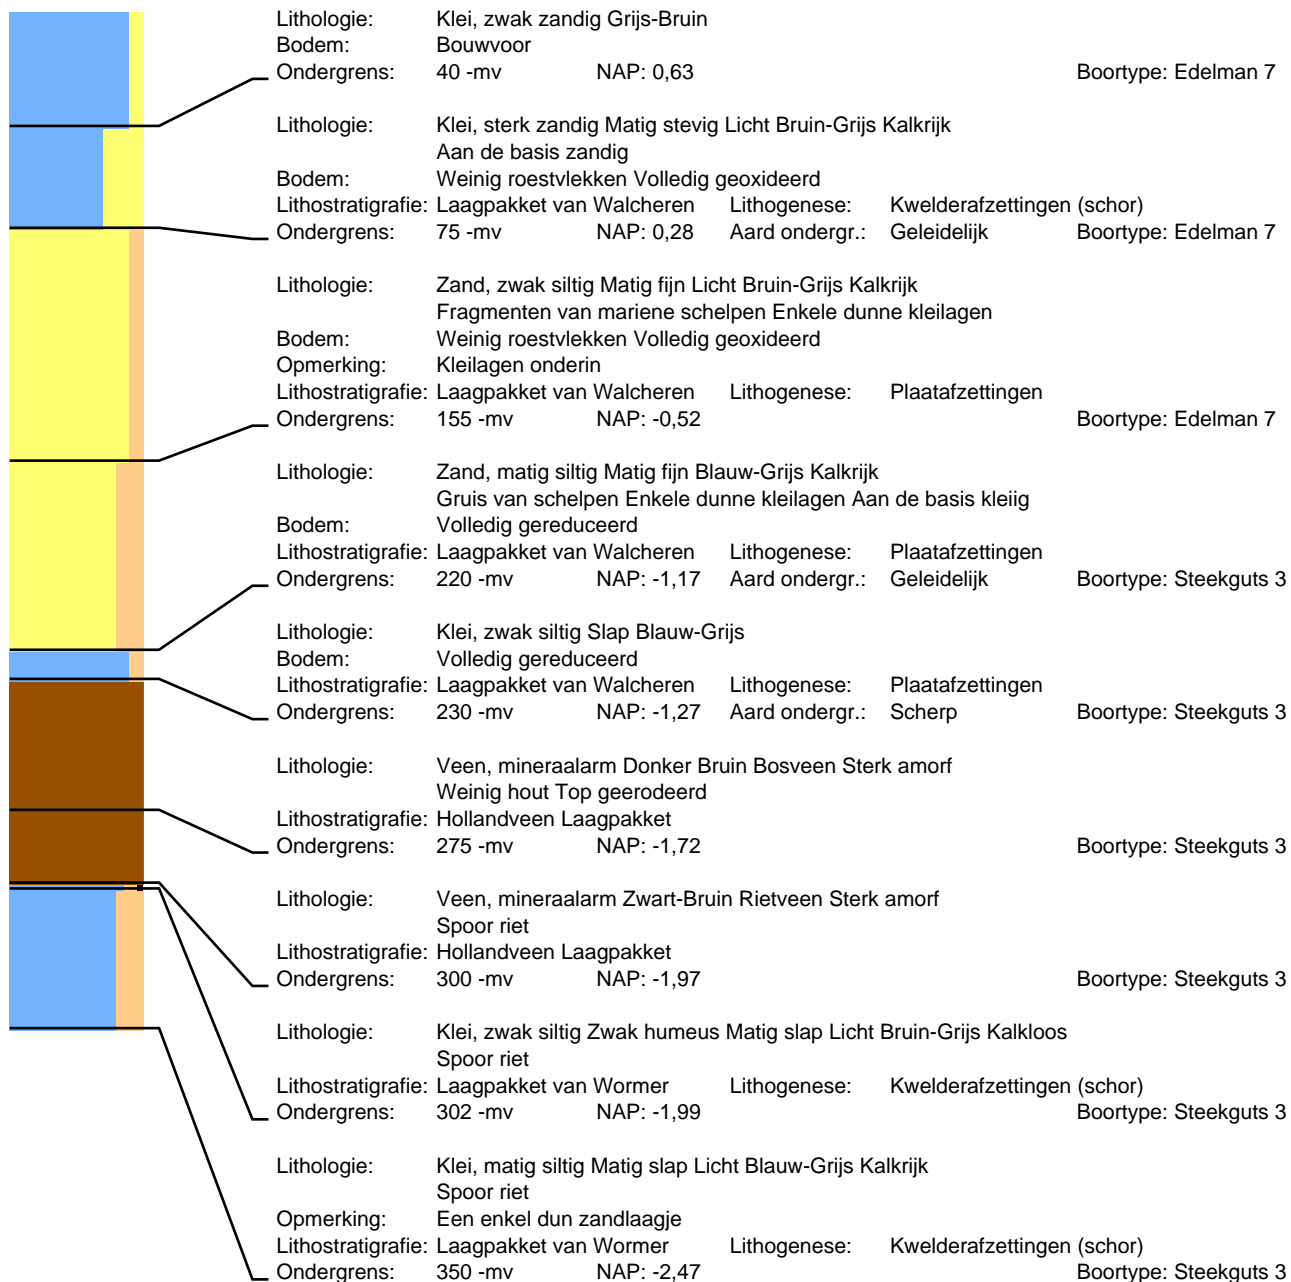 Lithologie: Klei, zwak zandig Grijs-Bruin
Bodem: Bouwvoor
Ondergrens: 40 -mv NAP: 0,63 Boortype: Edelman 7
Lithologie: Klei, sterk zandig Matig stevig Licht Bruin-Grijs Kalkrijk
Aan de basis zandig
Bodem: Weinig roestvlekken Volledig geoxideerd
Lithostratigrafie: Laagpakket van Walcheren Lithogenese: Kwelderafzettingen (schor)
Ondergrens: 75 -mv NAP: 0,28 Aard ondergr.: Geleidelijk Boortype: Edelman 7
Lithologie: Zand, zwak siltig Matig fijn Licht Bruin-Grijs Kalkrijk
Fragmenten van mariene schelpen Enkele dunne kleilagen
Bodem: Weinig roestvlekken Volledig geoxideerd
Opmerking: Kleilagen onderin
Lithostratigrafie: Laagpakket van Walcheren Lithogenese: Plaatafzettingen
Ondergrens: 155 -mv NAP: -0,52 Boortype: Edelman 7
Lithologie: Zand, matig siltig Matig fijn Blauw-Grijs Kalkrijk
Gruis van schelpen Enkele dunne kleilagen Aan de basis kleiig
Bodem: Volledig gereduceerd
Lithostratigrafie: Laagpakket van Walcheren Lithogenese: Plaatafzettingen
Ondergrens: 220 -mv NAP: -1,17 Aard ondergr.: Geleidelijk Boortype: Steekguts 3
Lithologie: Klei, zwak siltig Slap Blauw-Grijs
Bodem: Volledig gereduceerd
Lithostratigrafie: Laagpakket van Walcheren Lithogenese: Plaatafzettingen
Ondergrens: 230 -mv NAP: -1,27 Aard ondergr.: Scherp Boortype: Steekguts 3
Lithologie: Veen, mineraalarm Donker Bruin Bosveen Sterk amorf
Weinig hout Top geerodeerd
Lithostratigrafie: Hollandveen Laagpakket
Ondergrens: 275 -mv NAP: -1,72 Boortype: Steekguts 3
Lithologie: Veen, mineraalarm Zwart-Bruin Rietveen Sterk amorf
Spoor riet
Lithostratigrafie: Hollandveen Laagpakket
Ondergrens: 300 -mv NAP: -1,97 Boortype: Steekguts 3
Lithologie: Klei, zwak siltig Zwak humeus Matig slap Licht Bruin-Grijs Kalkloos
Spoor riet
Lithostratigrafie: Laagpakket van Wormer Lithogenese: Kwelderafzettingen (schor)
Ondergrens: 302 -mv NAP: -1,99 Boortype: Steekguts 3
Lithologie: Klei, matig siltig Matig slap Licht Blauw-Grijs Kalkrijk
Spoor riet
Opmerking: Een enkel dun zandlaagje
Lithostratigrafie: Laagpakket van Wormer Lithogenese: Kwelderafzettingen (schor)
Ondergrens: 350 -mv NAP: -2,47 Boortype: Steekguts 3